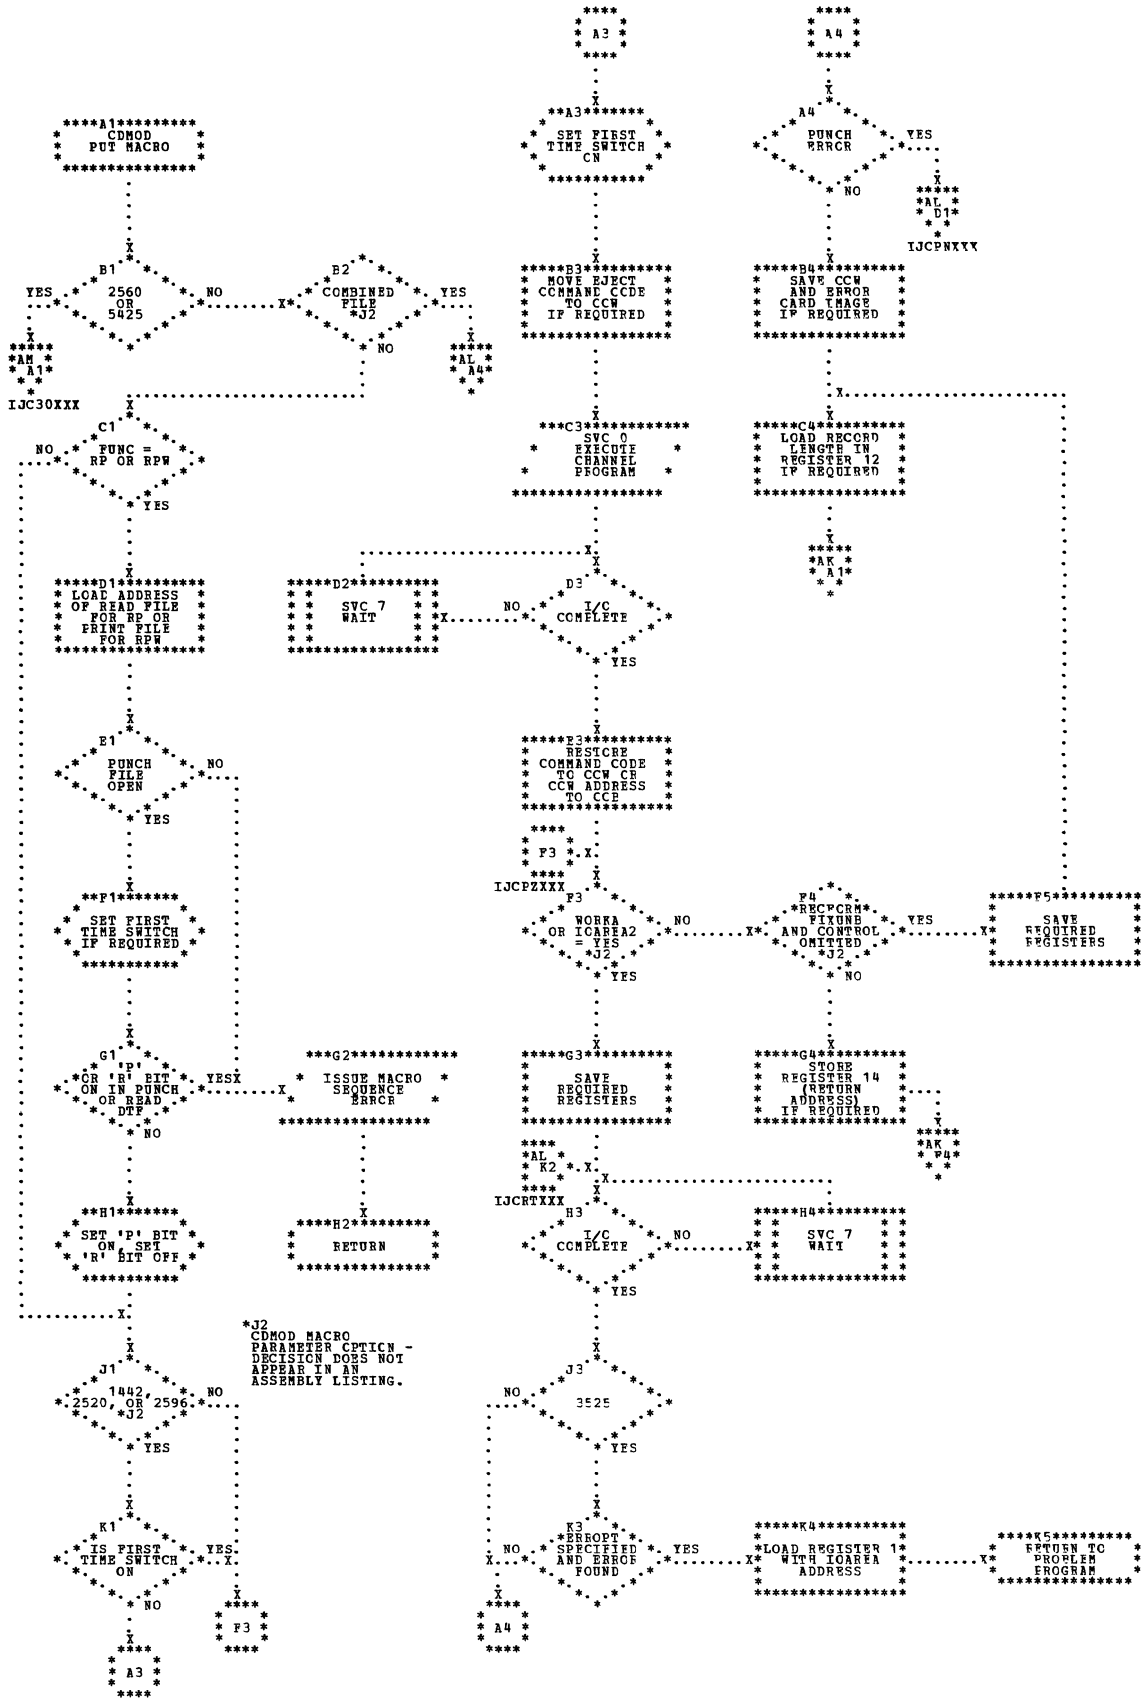 A3
A4
A1
CDMOD
PUT MACRO
A3
SET FIRST
TIME SWITCH
ON
A4
PUNCH
ERROR
YES
NO
AL
D1
IJCPNXXX
B1
2560
OR
5425
YES
NO
B2
COMBINED
FILE
*J2
YES
NO
AM
A1
IJC30XXX
AL
A4
B3
MOVE EJECT
COMMAND CODE
TO CCW
IF REQUIRED
B4
SAVE CCW
AND ERROR
CARD IMAGE
IF REQUIRED
C1
FUNC =
RP OR RPW
NO
YES
C3
SVC 0
EXECUTE
CHANNEL
PROGRAM
C4
LOAD RECORD
LENGTH IN
REGISTER 12
IF REQUIRED
AK
A1
D1
LOAD ADDRESS
OF READ FILE
FOR RP OR
PRINT FILE
FOR RPW
D2
SVC 7
WAIT
D3
I/O
COMPLETE
NO
YES
E1
PUNCH
FILE
OPEN
NO
YES
E3
RESTORE
COMMAND CODE
TO CCW OR
CCW ADDRESS
TO CCB
F3
IJCPZXXX
F1
SET FIRST
TIME SWITCH
IF REQUIRED
F3
WORKA
OR IOAREA2
= YES
*J2
NO
YES
F4
RECFORM
FIXUNB
AND CONTROL
OMITTED
*J2
YES
NO
F5
SAVE
REQUIRED
REGISTERS
G1
'P'
OR 'R' BIT
ON IN PUNCH
OR READ
DTF
YES
NO
G2
ISSUE MACRO
SEQUENCE
ERROR
G3
SAVE
REQUIRED
REGISTERS
G4
STORE
REGISTER 14
(RETURN
ADDRESS)
IF REQUIRED
AK
F4
AL
K2
IJCRTXXX
H1
SET 'P' BIT
ON, SET
'R' BIT OFF
H2
RETURN
H3
I/O
COMPLETE
NO
YES
H4
SVC 7
WAIT
*J2
CDMOD MACRO
PARAMETER OPTION -
DECISION DOES NOT
APPEAR IN AN
ASSEMBLY LISTING.
J1
1442,
2520, OR 2596
*J2
NO
YES
J3
3525
NO
YES
K1
IS FIRST
TIME SWITCH
ON
YES
NO
K3
ERROPT
SPECIFIED
AND ERROR
FOUND
NO
YES
K4
LOAD REGISTER 1
WITH IOAREA
ADDRESS
K5
RETURN TO
PROBLEM
PROGRAM
F3
A4
A3